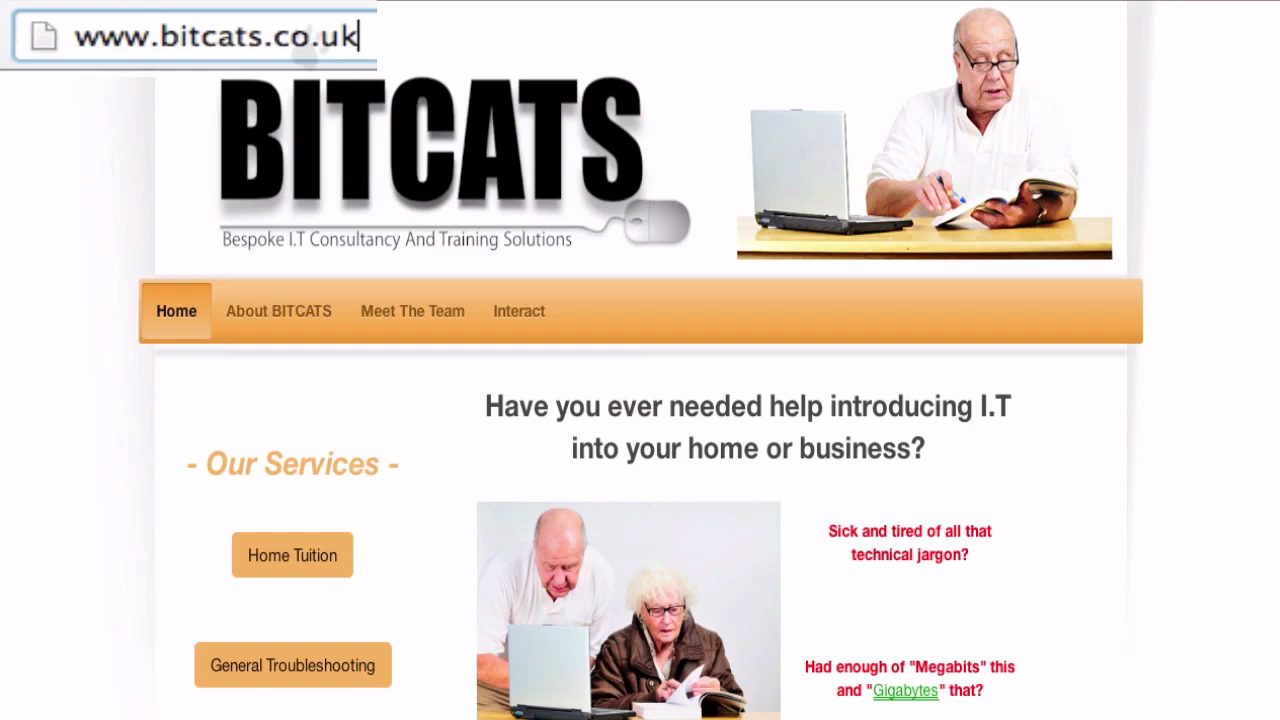 www.bitcats.co.uk
BITCATS
Bespoke I.T Consultancy And Training Solutions
Home About BITCATS Meet The Team Interact
Have you ever needed help introducing I.T
into your home or business?
- Our Services -
Home Tuition
General Troubleshooting
Sick and tired of all that
technical jargon?
Had enough of "Megabits" this
and "Gigabytes" that?